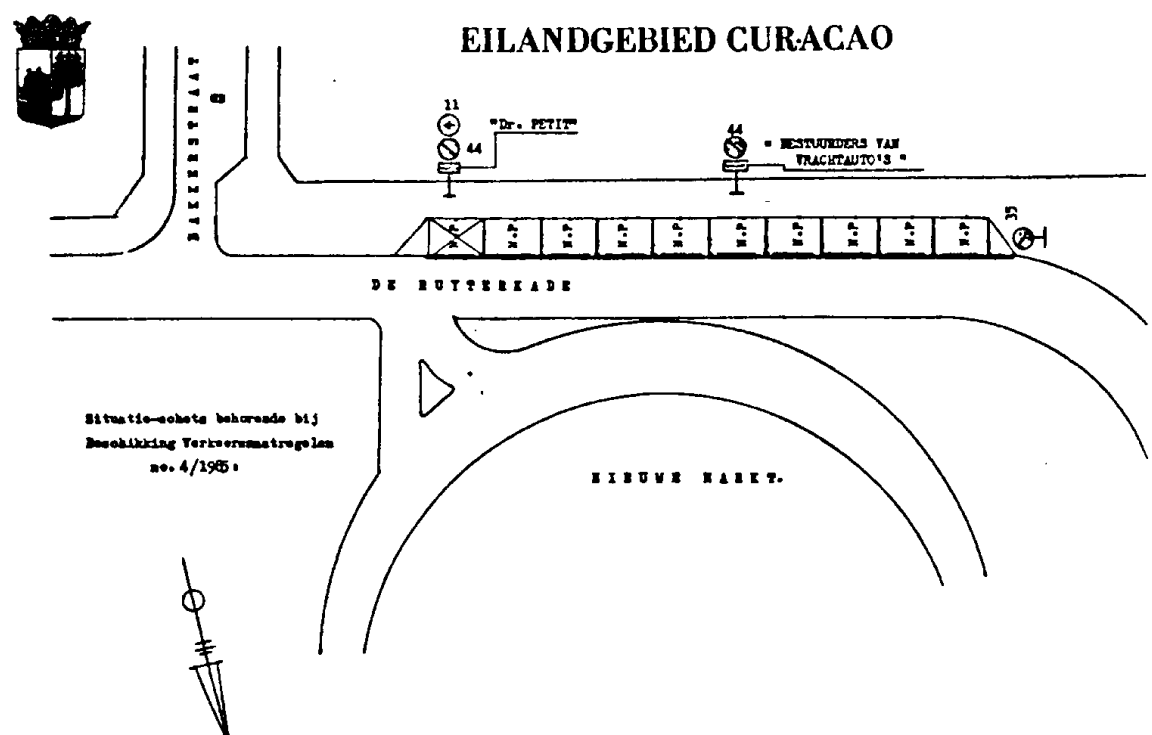 EILANDGEBIED CURACAO
BAKKERSTRAAT
11
"Dr. PETIT"
44
44
" BESTUURDERS VAN
VRACHTAUTO'S "
35
N.P.
N.P.
N.P.
N.P.
N.P.
N.P.
N.P.
N.P.
N.P.
N.P.
DE RUYTERKADE
Situatie-schets behorende bij
Beschikking Verkeersmaatregelen
no. 4/1985:
NIEUWE MARKT.